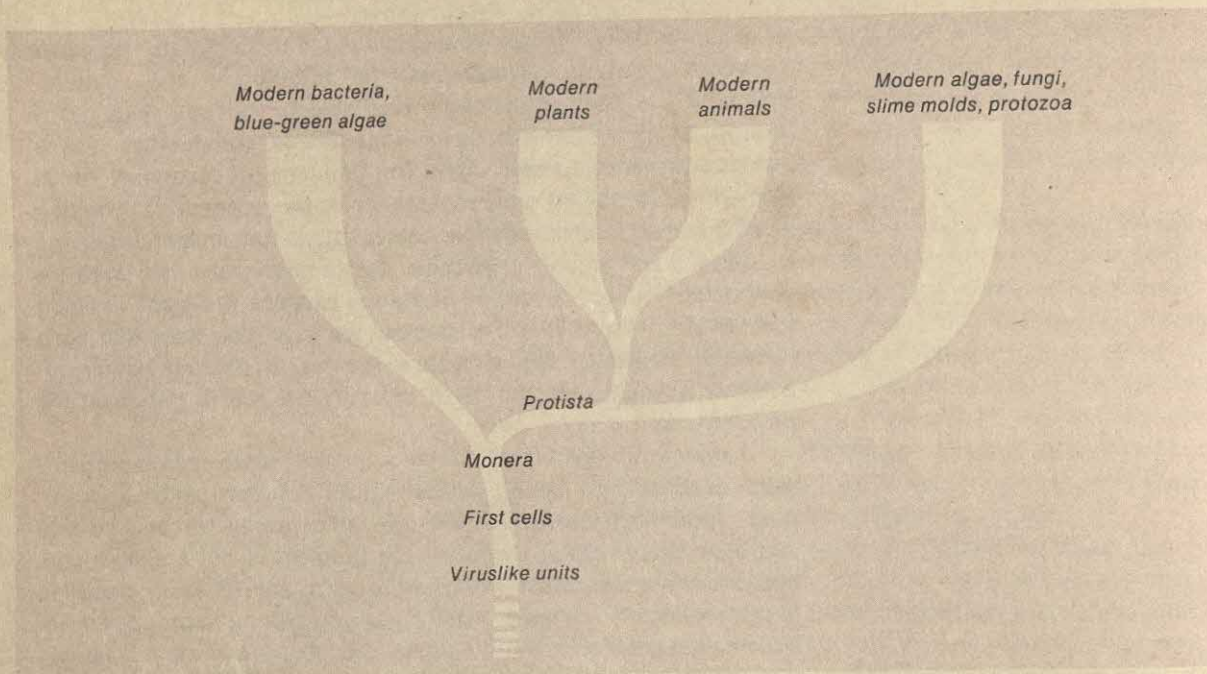 Modern bacteria,
blue-green algae
Modern
plants
Modern
animals
Modern algae, fungi,
slime molds, protozoa
Protista
Monera
First cells
Viruslike units